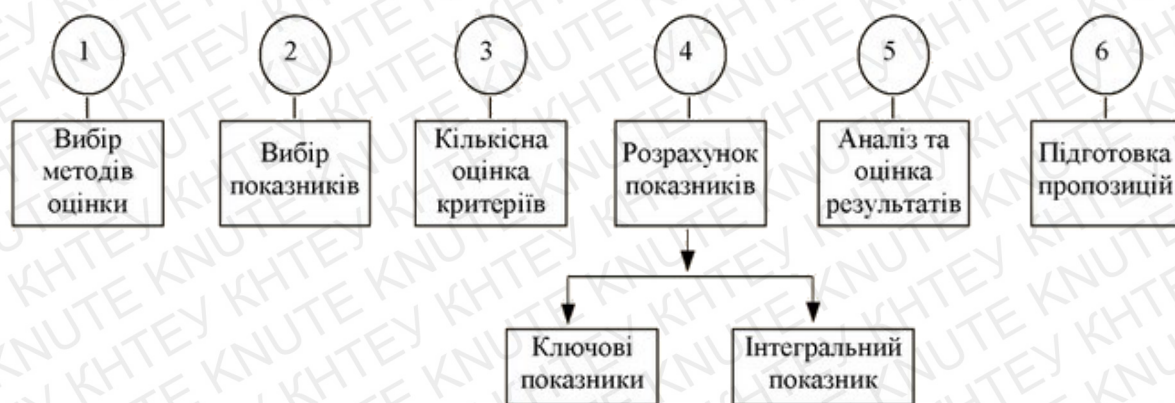 1
2
3
4
5
6
Вибір
методів
оцінки
Вибір
показників
Кількісна
оцінка
критеріїв
Розрахунок
показників
Аналіз та
оцінка
результатів
Підготовка
пропозицій
Ключові
показники
Інтегральний
показник